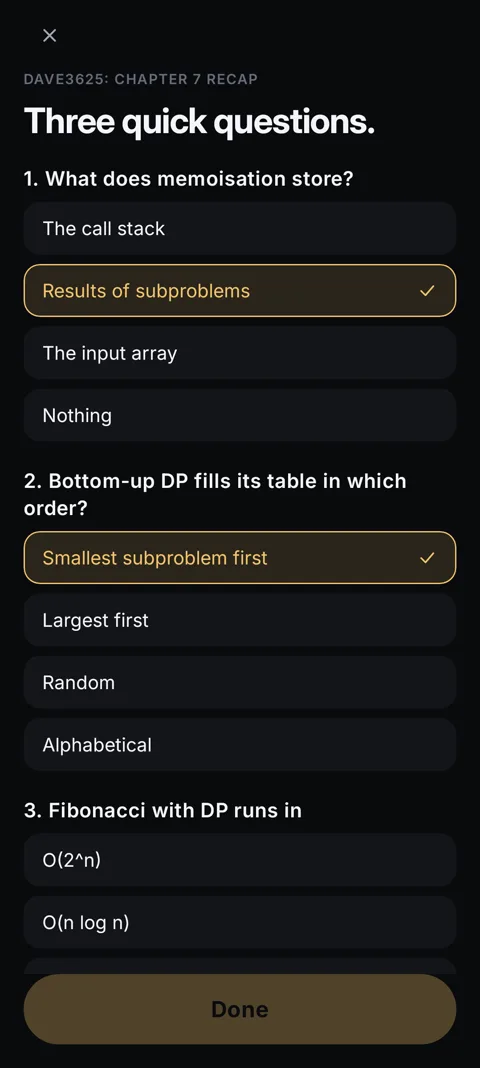 DAVE3625: CHAPTER 7 RECAP
Three quick questions.
1. What does memoisation store?
The call stack
Results of subproblems
The input array
Nothing
2. Bottom-up DP fills its table in which
order?
Smallest subproblem first
Largest first
Random
Alphabetical
3. Fibonacci with DP runs in
O(2^n)
O(n log n)
Done